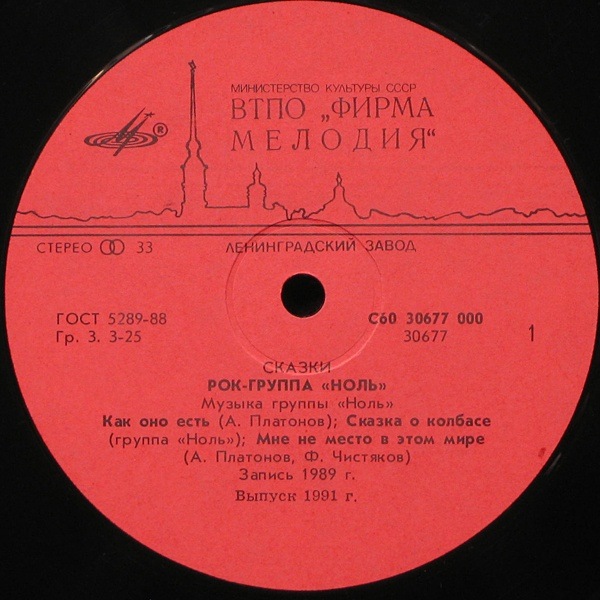 МИНИСТЕРСТВО КУЛЬТУРЫ СССР
ВТПО „ФИРМА
МЕЛОДИЯ“
®
СТЕРЕО 33
ЛЕНИНГРАДСКИЙ ЗАВОД
ГОСТ 5289-88
Гр. 3. 3-25
С60 30677 000
30677
1
СКАЗКИ
РОК-ГРУППА «НОЛЬ»
Музыка группы «Ноль»
Как оно есть (А. Платонов); Сказка о колбасе
(группа «Ноль»); Мне не место в этом мире
(А. Платонов, Ф. Чистяков)
Запись 1989 г.
Выпуск 1991 г.